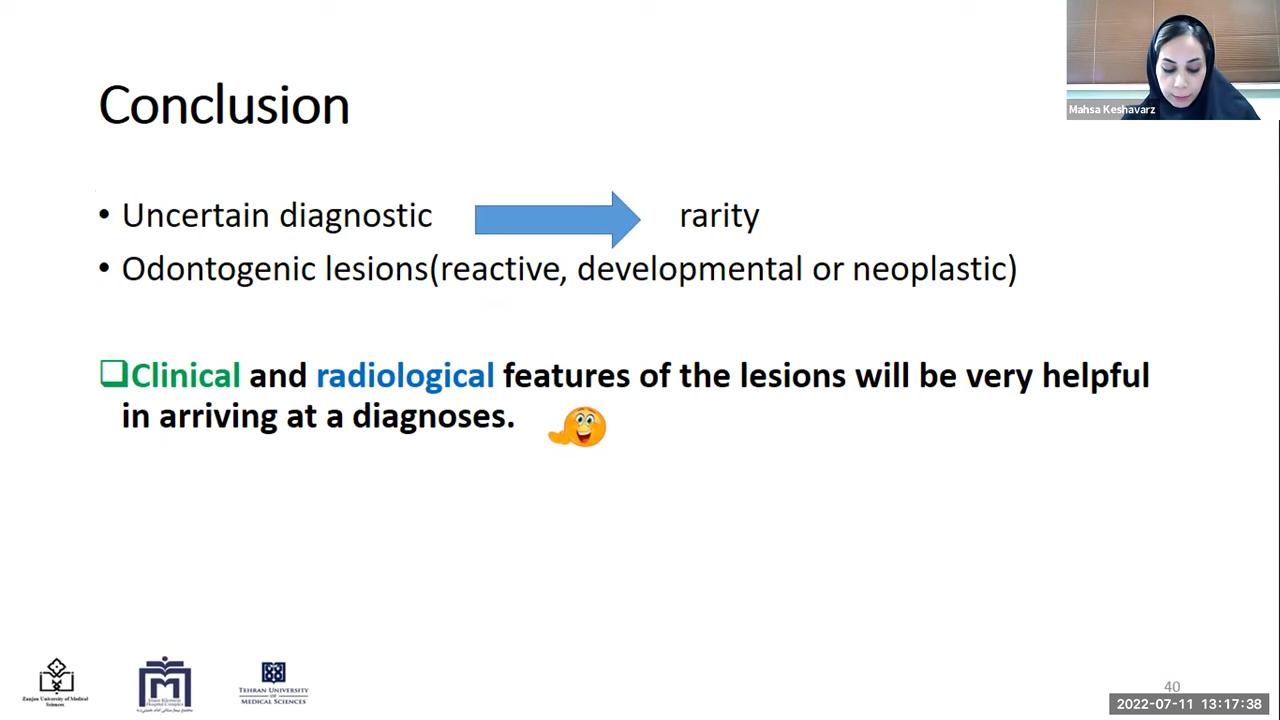 Conclusion
Mahsa Keshavarz
• Uncertain diagnostic rarity
• Odontogenic lesions(reactive, developmental or neoplastic)
Clinical and radiological features of the lesions will be very helpful
in arriving at a diagnoses.
Zanjan University of Medical
Sciences
TEHRAN UNIVERSITY
OF
MEDICAL SCIENCES
40
2022-07-11 13:17:38